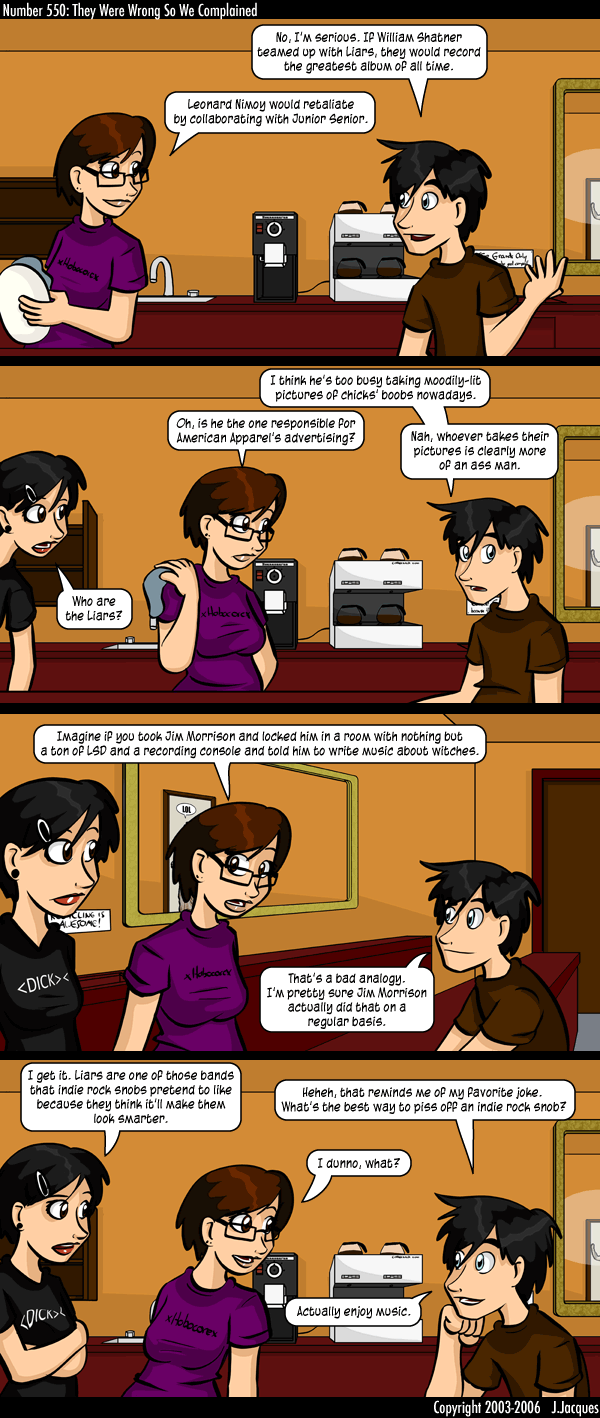 Number 550: They Were Wrong So We Complained
No, I'm serious. If William Shatner
teamed up with Liars, they would record
the greatest album of all time.
Leonard Nimoy would retaliate
by collaborating with Junior Senior.
xHobocorex
I think he's too busy taking moodily-lit
pictures of chicks' boobs nowadays.
Oh, is he the one responsible for
American Apparel's advertising?
Nah, whoever takes their
pictures is clearly more
of an ass man.
Who are
the Liars?
xHobocorex
Imagine if you took Jim Morrison and locked him in a room with nothing but
a ton of LSD and a recording console and told him to write music about witches.
LOL
CLING IS
ALESOME!
<DICK><
xHobocorex
That's a bad analogy.
I'm pretty sure Jim Morrison
actually did that on a
regular basis.
I get it. Liars are one of those bands
that indie rock snobs pretend to like
because they think it'll make them
look smarter.
Heheh, that reminds me of my favorite joke.
What's the best way to piss off an indie rock snob?
I dunno, what?
<DICK><
xHobocorex
Actually enjoy music.
Copyright 2003-2006 J.Jacques